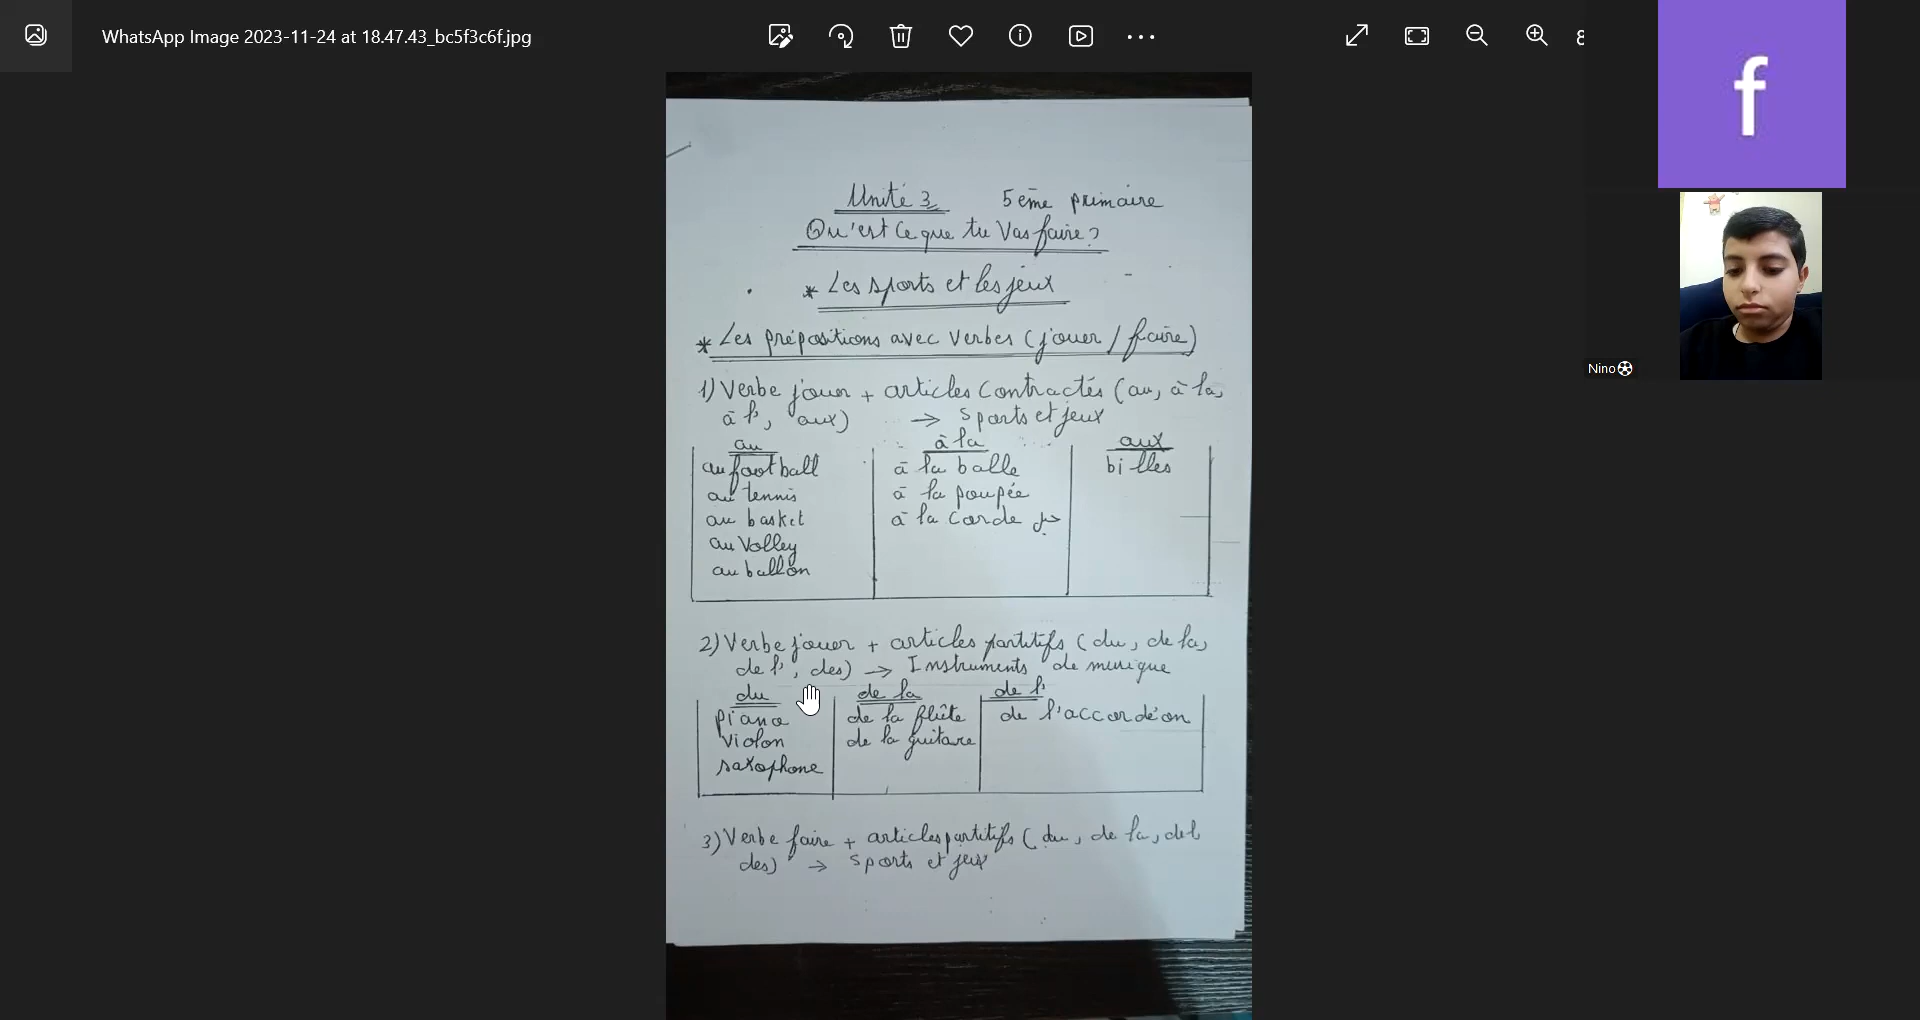 WhatsApp Image 2023-11-24 at 18.47.43_bc5f3c6f.jpg
f
Nino
Unité 3 5ème primaire
Qu'est ce que tu vas faire?
* Les sports et les jeux
* Les prépositions avec verbes (jouer / faire)
1) Verbe jouer + articles contractés (au, à la,
à l', aux) → sports et jeux
au à la aux
au football à la balle billes
au tennis à la poupée
au basket à la corde
au volley
au ballon
2) Verbe jouer + articles partitifs (du, de la,
de l', des) → Instruments de musique
du de la de l'
piano de la flûte de l'accordéon
violon de la guitare
saxophone
3) Verbe faire + articles partitifs (du, de la, de l,
des) → sports et jeux